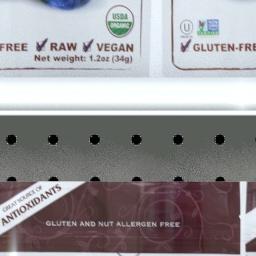 USDA
ORGANIC
FREE ✓ RAW ✓ VEGAN
Net weight: 1.2oz (34g)
U
✓ GLUTEN-FRE
GREAT SOURCE OF
ANTIOXIDANTS
GLUTEN AND NUT ALLERGEN FREE